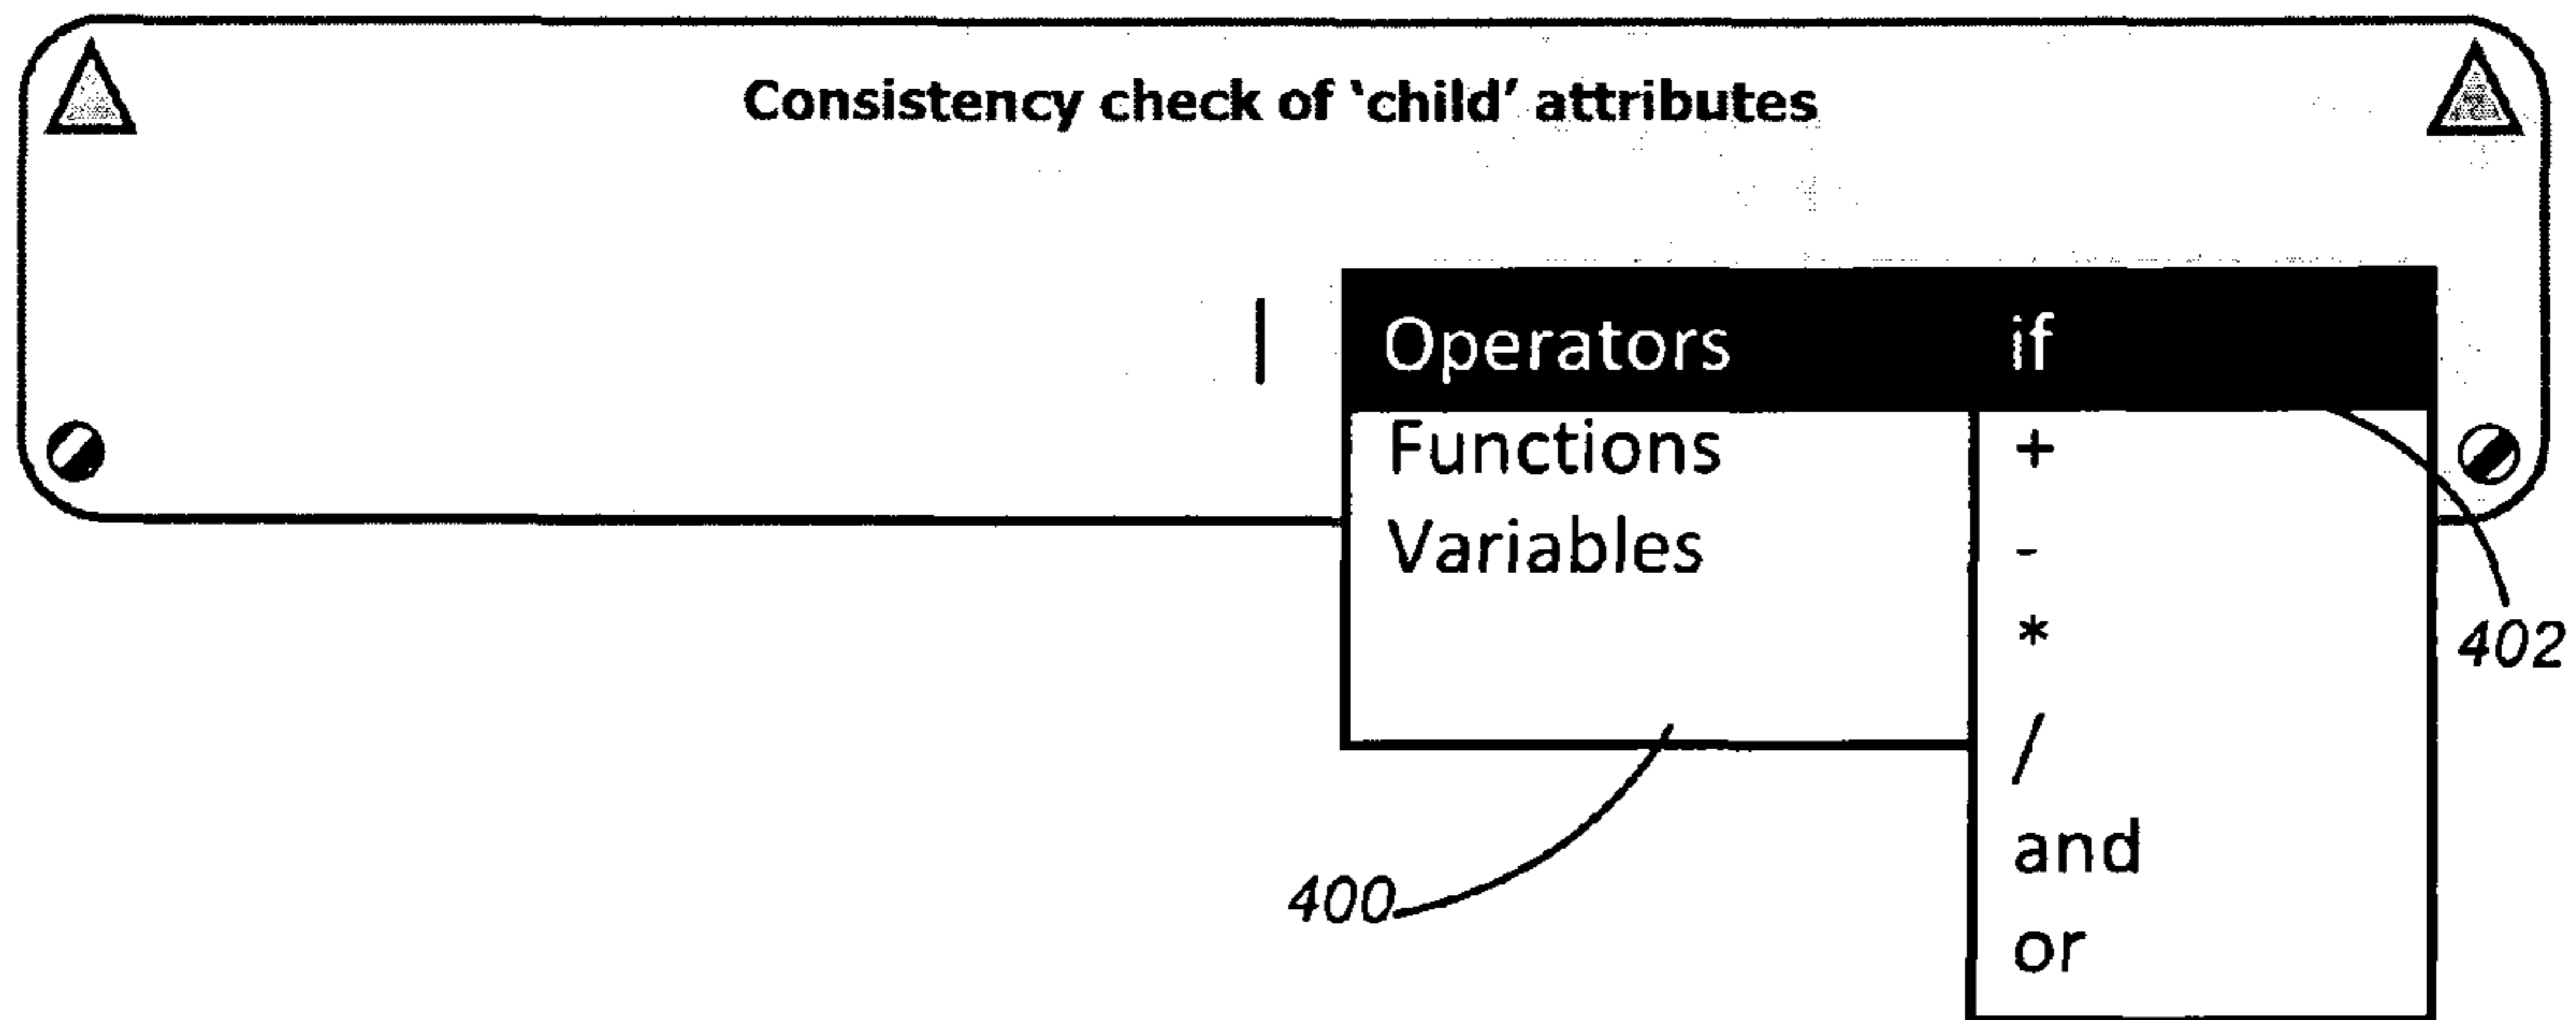 Consistency check of ‘child’ attributes
Operators if
Functions +
Variables -
*
402
/
and
400
or